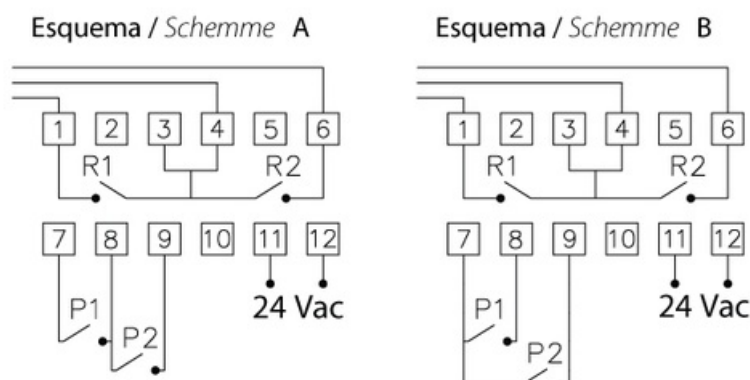 Esquema / Schemme A
Esquema / Schemme B
1 2 3 4 5 6
1 2 3 4 5 6
R1 R2
R1 R2
7 8 9 10 11 12
7 8 9 10 11 12
P1 24 Vac
P1 24 Vac
P2
P2